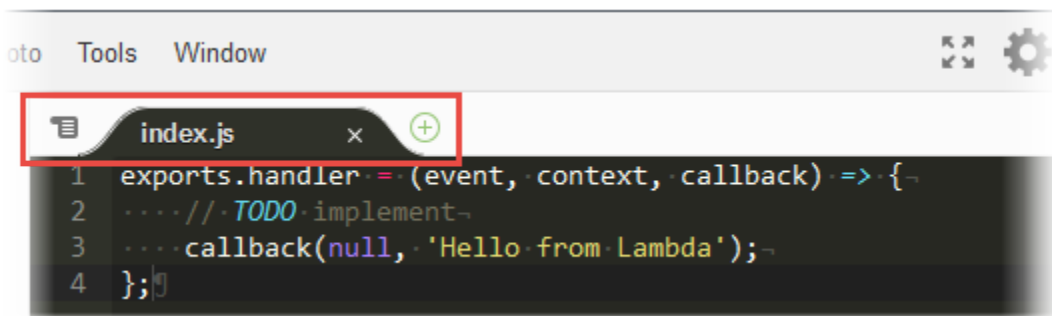 oto Tools Window
index.js
1 exports.handler = (event, context, callback) => {
2     // TODO implement
3     callback(null, 'Hello from Lambda');
4 };